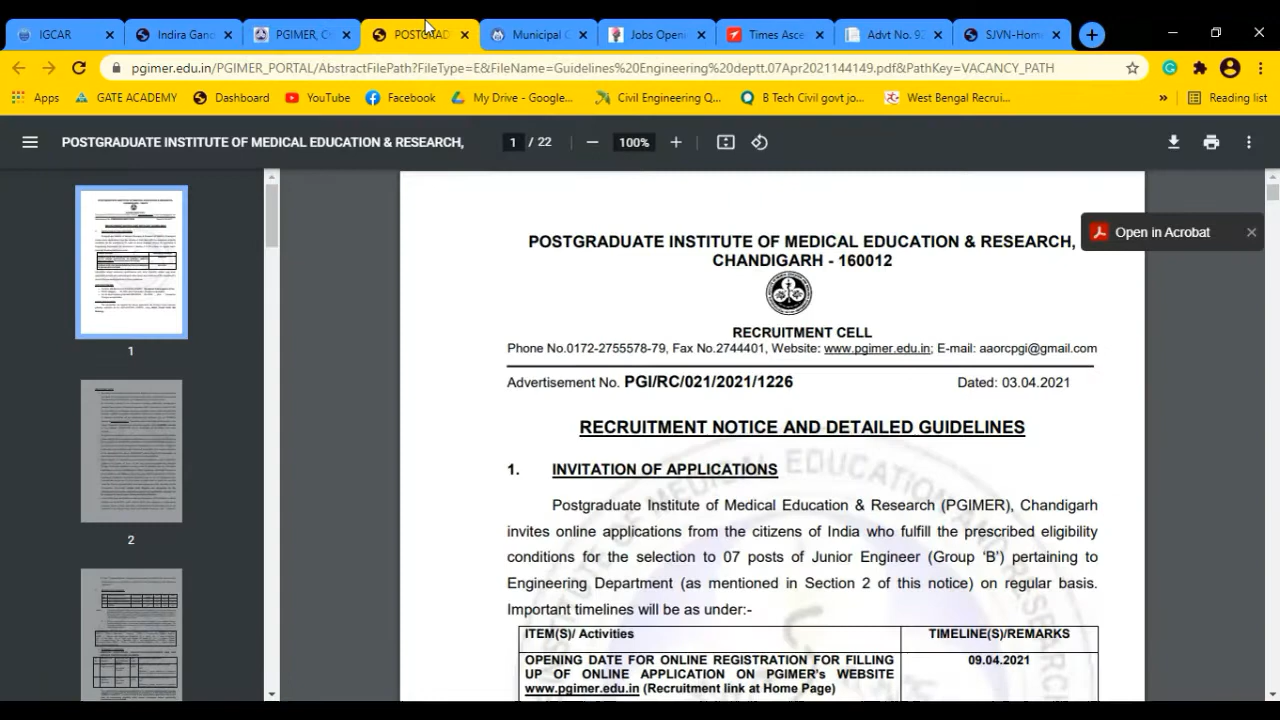 IGCAR
Indira Gand
PGIMER, C
POSTGRAD
Municipal C
Jobs Open
Times Asce
Advt No. 92
SJVN-Hom
pgimer.edu.in/PGIMER_PORTAL/AbstractFilePath?FileType=E&FileName=Guidelines%20Engineering%20deptt.07Apr2021144149.pdf&PathKey=VACANCY_PATH
Apps
GATE ACADEMY
Dashboard
YouTube
Facebook
My Drive - Google...
Civil Engineering Q...
B Tech Civil govt jo...
West Bengal Recrui...
»
Reading list
POSTGRADUATE INSTITUTE OF MEDICAL EDUCATION & RESEARCH,
1 / 22
100%
Open in Acrobat
1
2
POSTGRADUATE INSTITUTE OF MEDICAL EDUCATION & RESEARCH,
CHANDIGARH - 160012
RECRUITMENT CELL
Phone No.0172-2755578-79, Fax No.2744401, Website: www.pgimer.edu.in; E-mail: aaorcpgi@gmail.com
Advertisement No. PGI/RC/021/2021/1226 Dated: 03.04.2021
RECRUITMENT NOTICE AND DETAILED GUIDELINES
1. INVITATION OF APPLICATIONS
Postgraduate Institute of Medical Education & Research (PGIMER), Chandigarh
invites online applications from the citizens of India who fulfill the prescribed eligibility
conditions for the selection to 07 posts of Junior Engineer (Group ‘B’) pertaining to
Engineering Department (as mentioned in Section 2 of this notice) on regular basis.
Important timelines will be as under:-
ITEM(S)/ Activities TIMELINE(S)/REMARKS
OPENING DATE FOR ONLINE REGISTRATION FOR FILLING 09.04.2021
UP OF ONLINE APPLICATION ON PGIMER's WEBSITE
www.pgimer.edu.in (Recruitment link at Home Page)